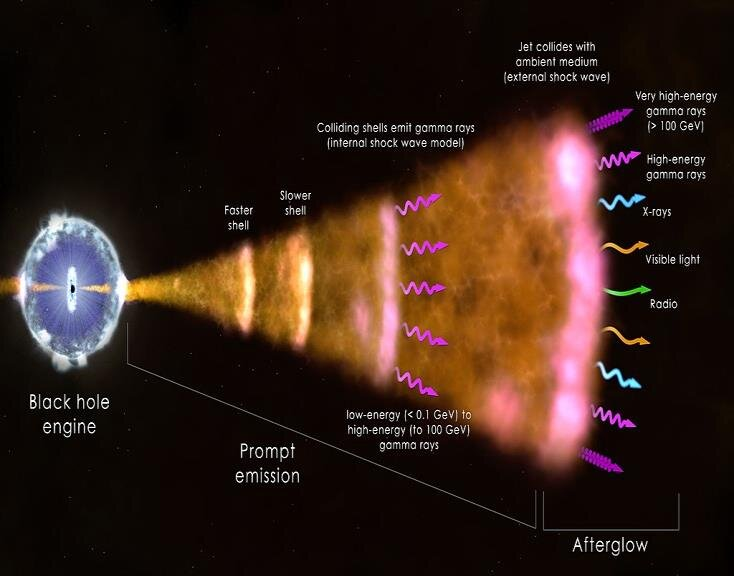 Jet collides with
ambient medium
(external shock wave)
Very high-energy
gamma rays
(> 100 GeV)
Colliding shells emit gamma rays
(internal shock wave model)
High-energy
gamma rays
Slower
shell
Faster
shell
X-rays
Visible light
Radio
Black hole
engine
low-energy (< 0.1 GeV) to
high-energy (to 100 GeV)
gamma rays
Prompt
emission
Afterglow